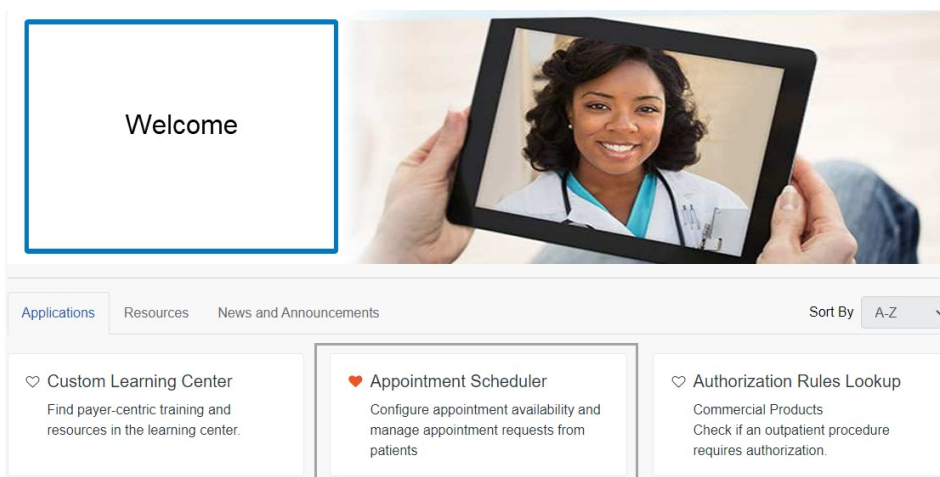 Welcome
Applications Resources News and Announcements Sort By A-Z
Custom Learning Center
Find payer-centric training and
resources in the learning center.
Appointment Scheduler
Configure appointment availability and
manage appointment requests from
patients
Authorization Rules Lookup
Commercial Products
Check if an outpatient procedure
requires authorization.